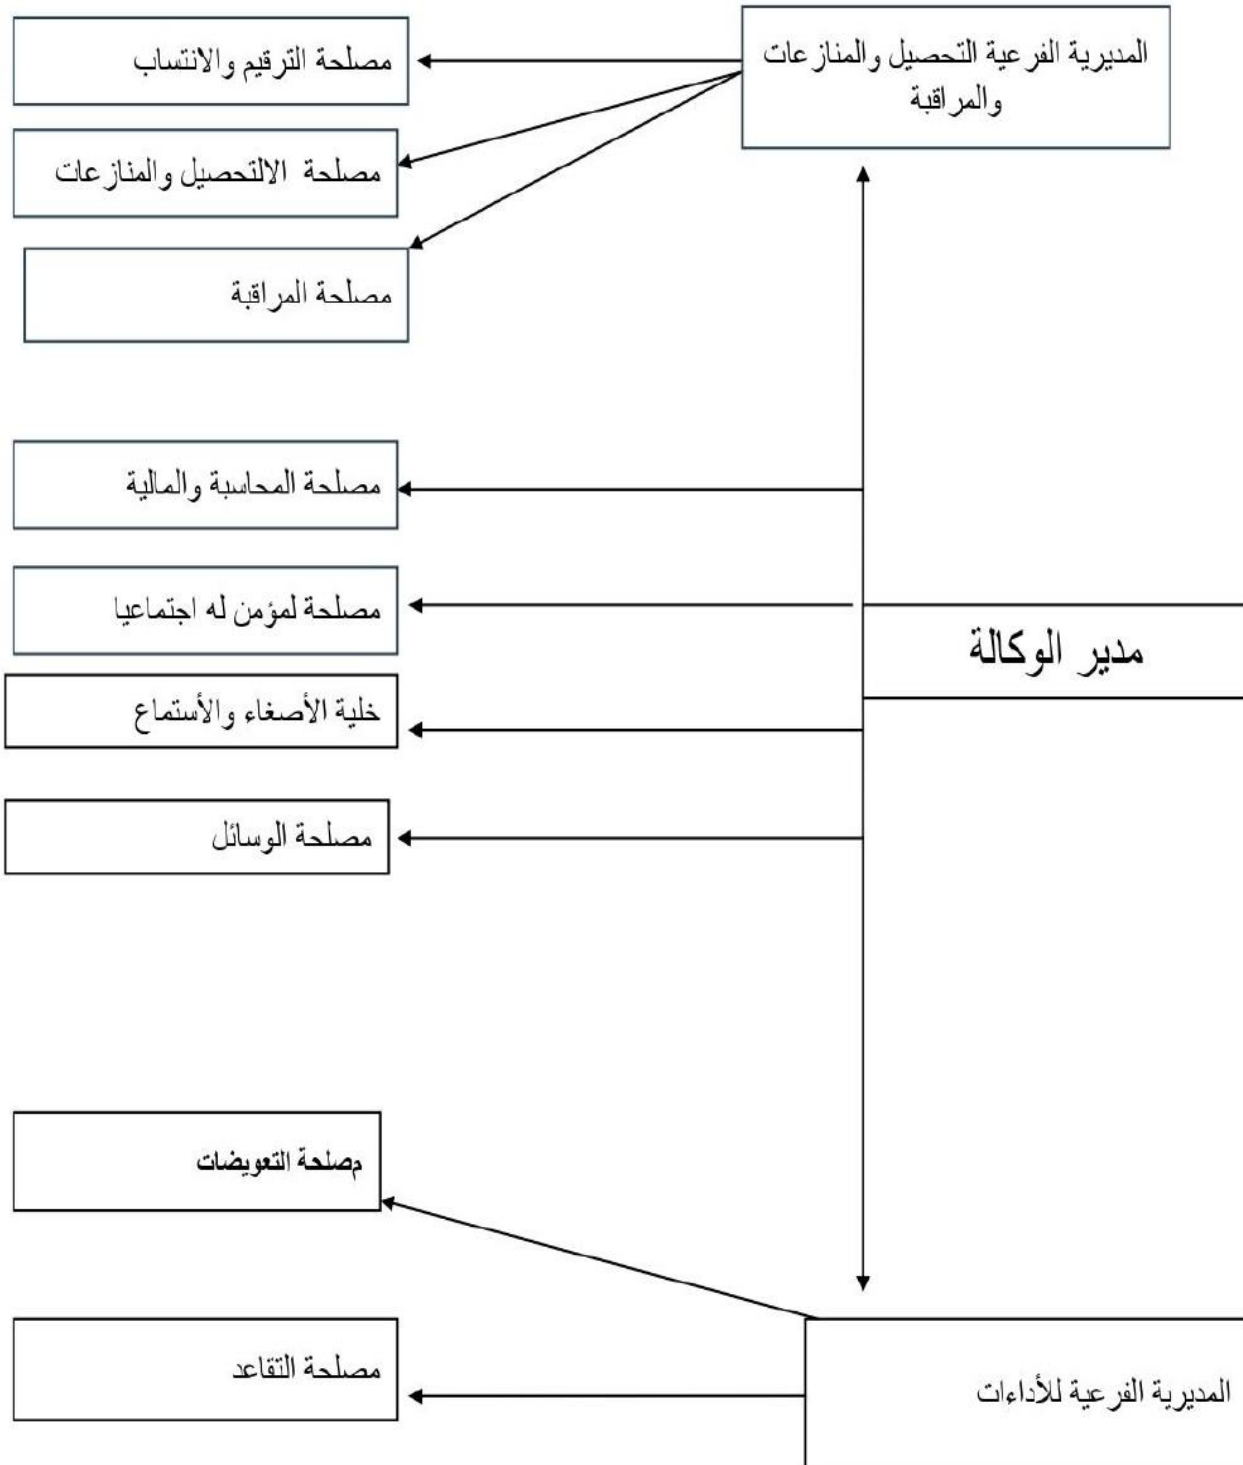 المديرية الفرعية التحصيل والمنازعات
والمراقبة
مصلحة الترقيم والانتساب
مصلحة الالتحصيل والمنازعات
مصلحة المراقبة
مصلحة المحاسبة والمالية
مصلحة لمؤمن له اجتماعيا
مدير الوكالة
خلية الأصغاء والأستماع
مصلحة الوسائل
مصلحة التعويضات
مصلحة التقاعد
المديرية الفرعية للأداءات